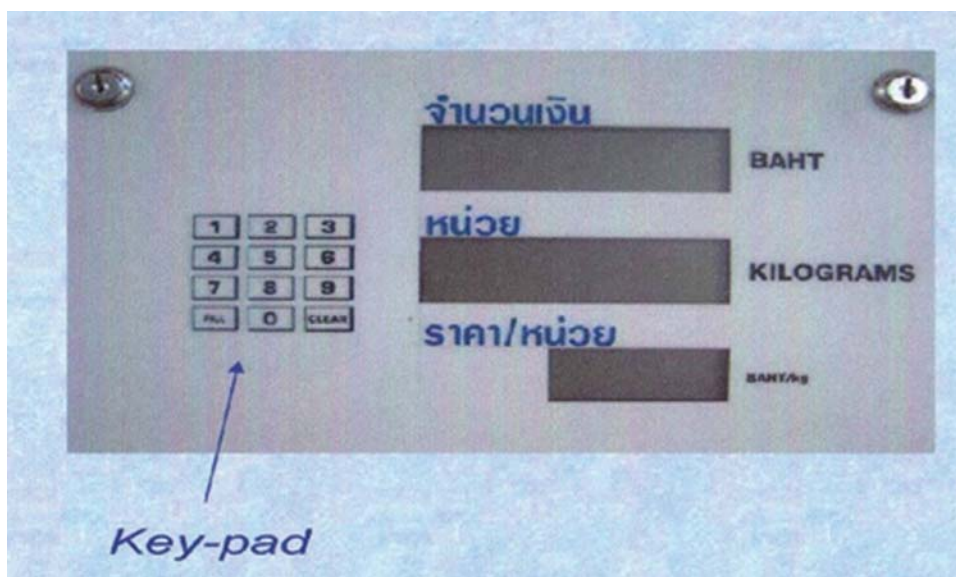 จำนวนเงิน
BAHT
1 2 3
หน่วย
4 5 6
KILOGRAMS
7 8 9
FILL 0 CLEAR
ราคา/หน่วย
BAHT/kg
Key-pad